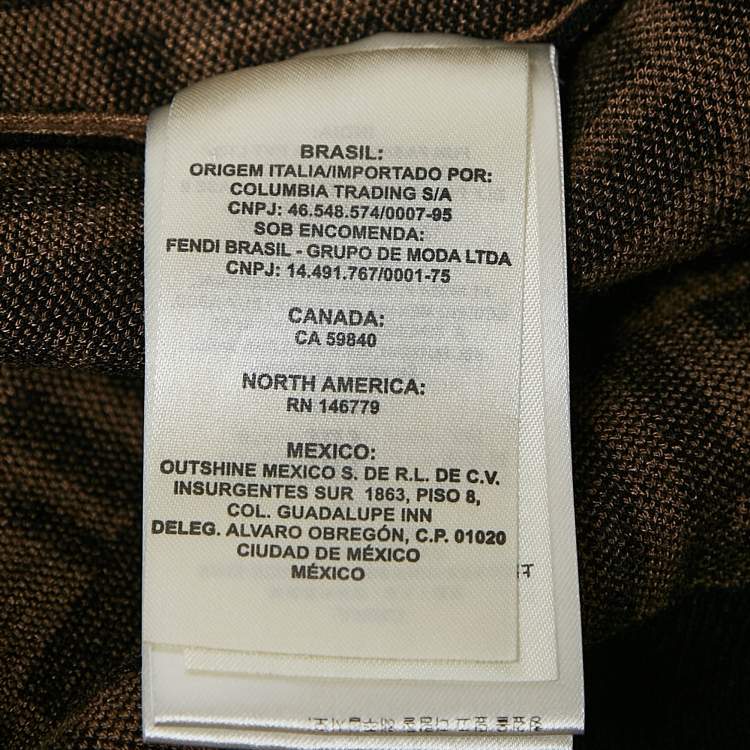 BRASIL:
ORIGEM ITALIA/IMPORTADO POR:
COLUMBIA TRADING S/A
CNPJ: 46.548.574/0007-95
SOB ENCOMENDA:
FENDI BRASIL - GRUPO DE MODA LTDA
CNPJ: 14.491.767/0001-75
CANADA:
CA 59840
NORTH AMERICA:
RN 146779
MEXICO:
OUTSHINE MEXICO S. DE R.L. DE C.V.
INSURGENTES SUR 1863, PISO 8,
COL. GUADALUPE INN
DELEG. ALVARO OBREGÓN, C.P. 01020
CIUDAD DE MÉXICO
MÉXICO